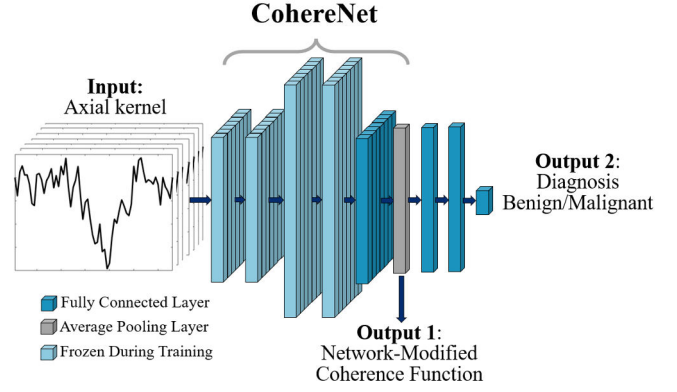 CohereNet
Input:
Axial kernel
Output 2:
Diagnosis
Benign/Malignant
Fully Connected Layer
Average Pooling Layer
Frozen During Training
Output 1:
Network-Modified
Coherence Function